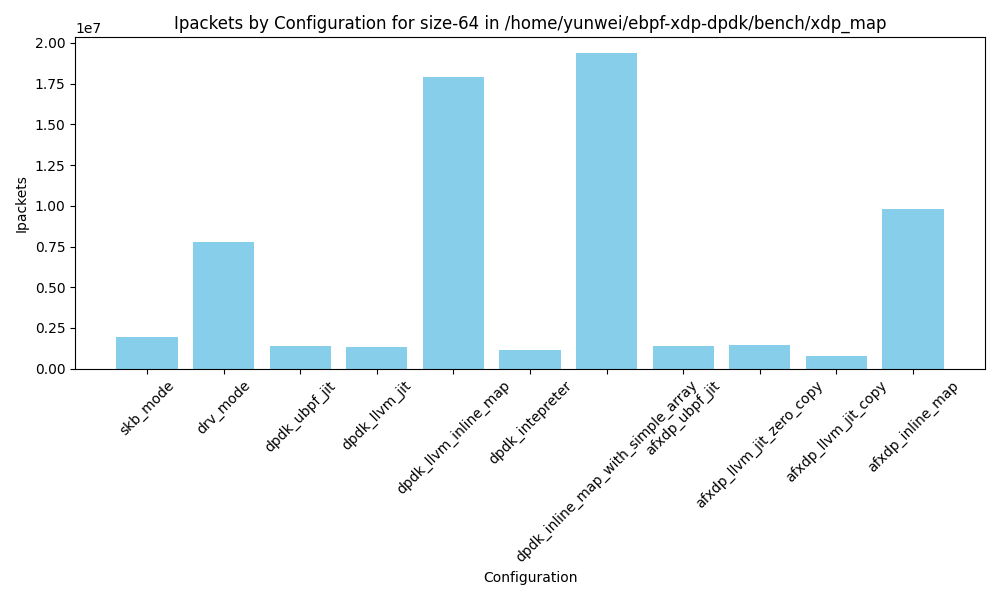 Ipackets by Configuration for size-64 in /home/yunwei/ebpf-xdp-dpdk/bench/xdp_map
1e7
2.00
1.75
1.50
1.25
1.00
0.75
0.50
0.25
0.00
Ipackets
skb_mode
drv_mode
dpdk_ubpf_jit
dpdk_llvm_jit
dpdk_llvm_inline_map
dpdk_intepreter
dpdk_inline_map_with_simple_array
afxdp_ubpf_jit
afxdp_llvm_jit_zero_copy
afxdp_llvm_jit_copy
afxdp_inline_map
Configuration